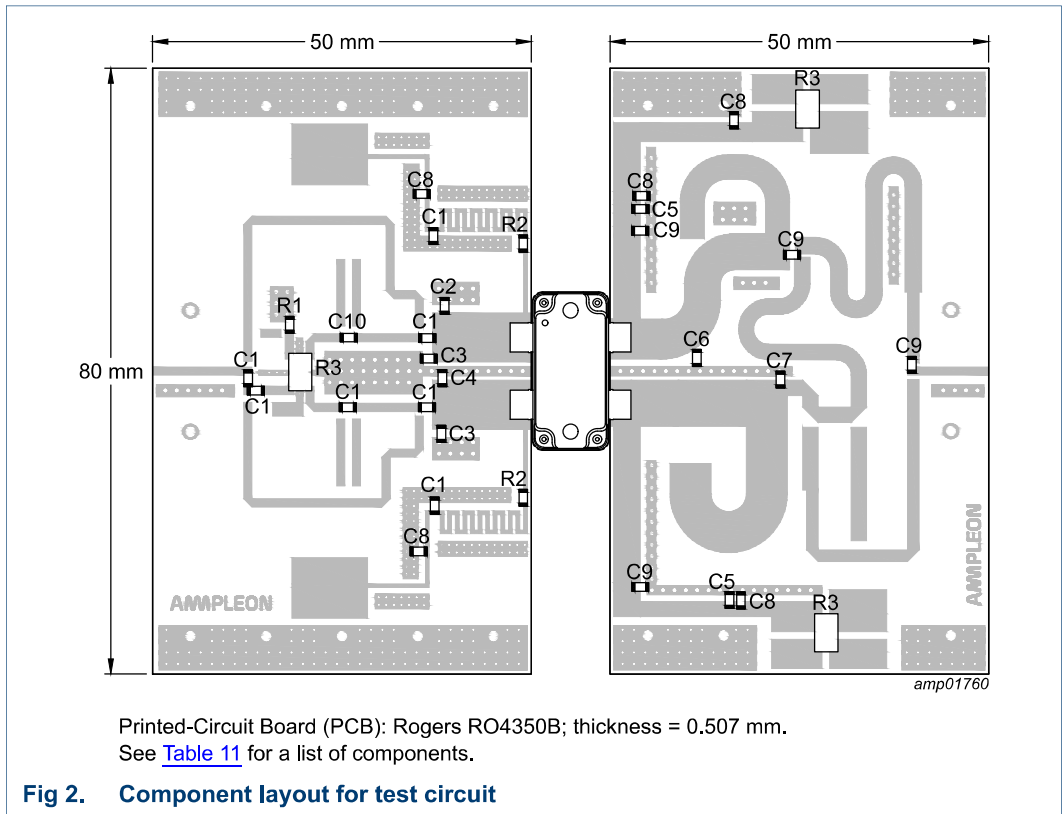 50 mm
50 mm
80 mm
C8
C1
R2
C2
R1
C10
C1
C3
C1
R3
C4
C1
C1
C3
C1
R2
C8
AMPLEON
R3
C8
C8
C5
C9
C9
C6
C7
C9
C9
C5
C8
R3
AMPLEON
amp01760
Printed-Circuit Board (PCB): Rogers RO4350B; thickness = 0.507 mm.
See Table 11 for a list of components.
Fig 2. Component layout for test circuit